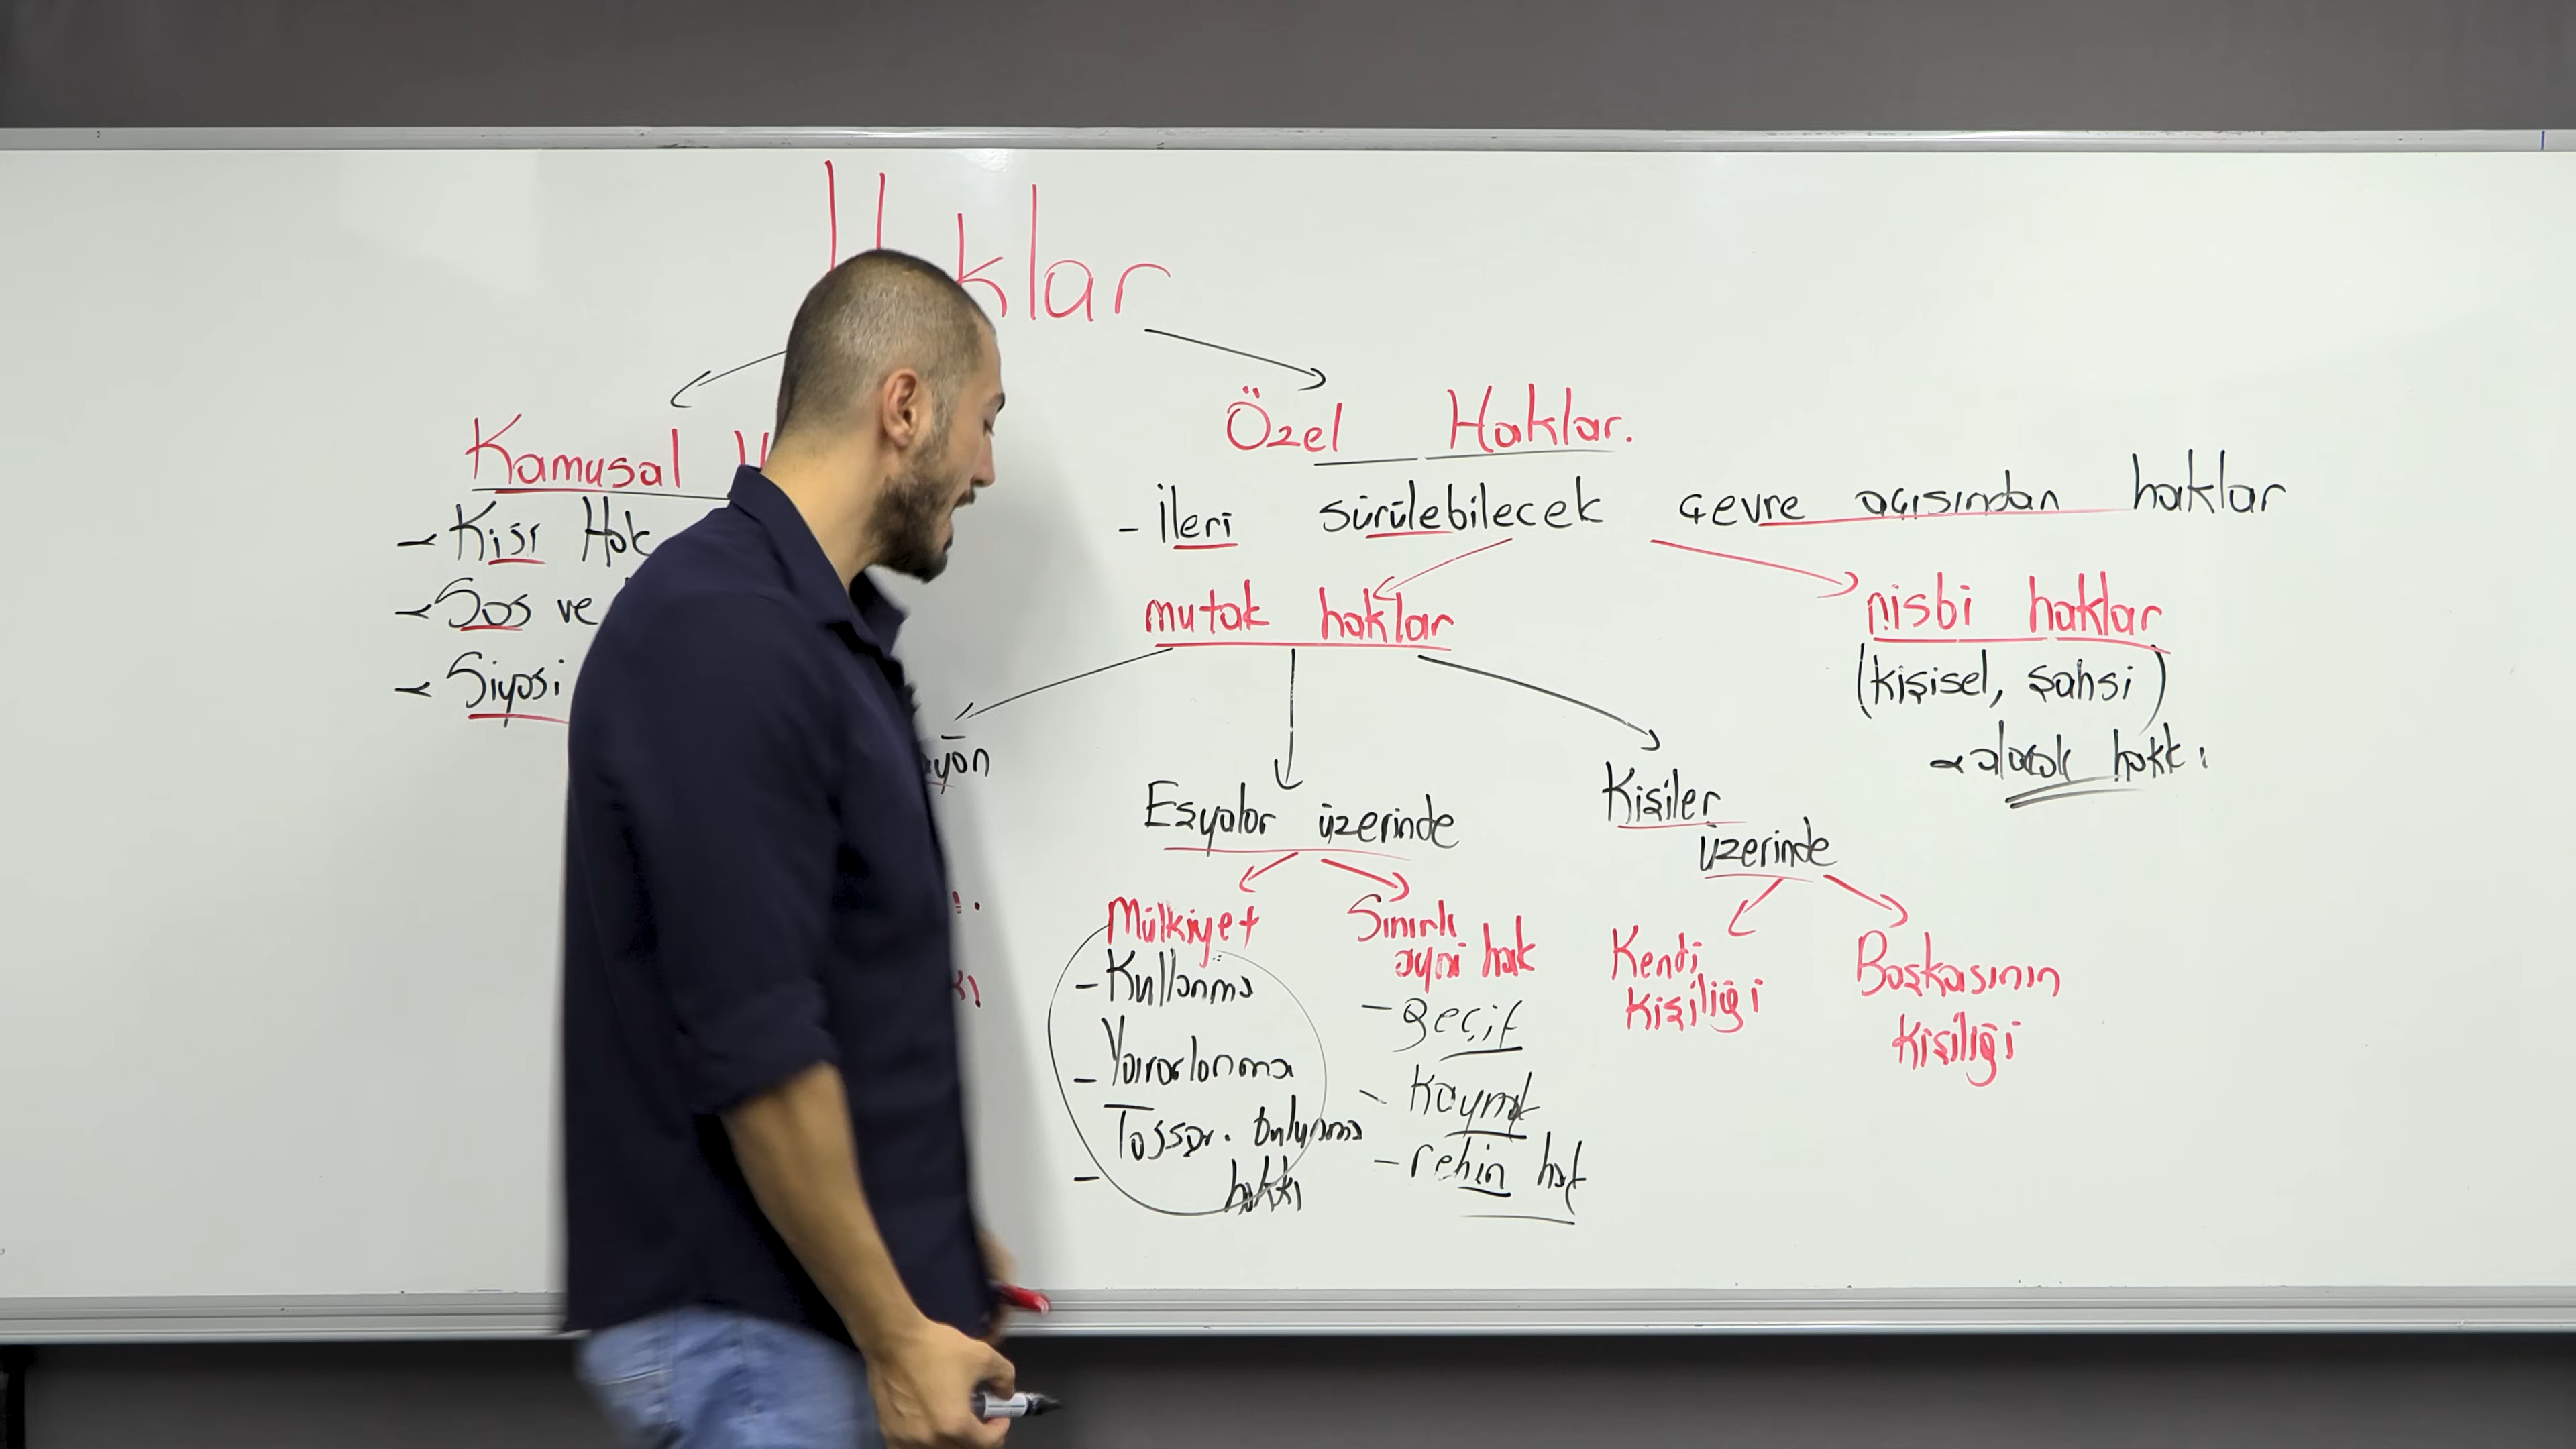 klar
Kamusal
- Kişi Hak
- Sos ve
- Siyasi
Özel Haklar.
- İleri sürülebilecek çevre açısından haklar
mutak haklar
nisbi haklar
(kişisel, şahsi)
- alacak hakkı
Eşyalar üzerinde
Mülkiyet
- Kullanma
- Yararlanma
- Tassar. bulunma
hakkı
Sınırlı
ayni hak
- geçit
- kaynak
- rehin hak
Kişiler
üzerinde
Kendi
Kişiliği
Başkasının
Kişiliği